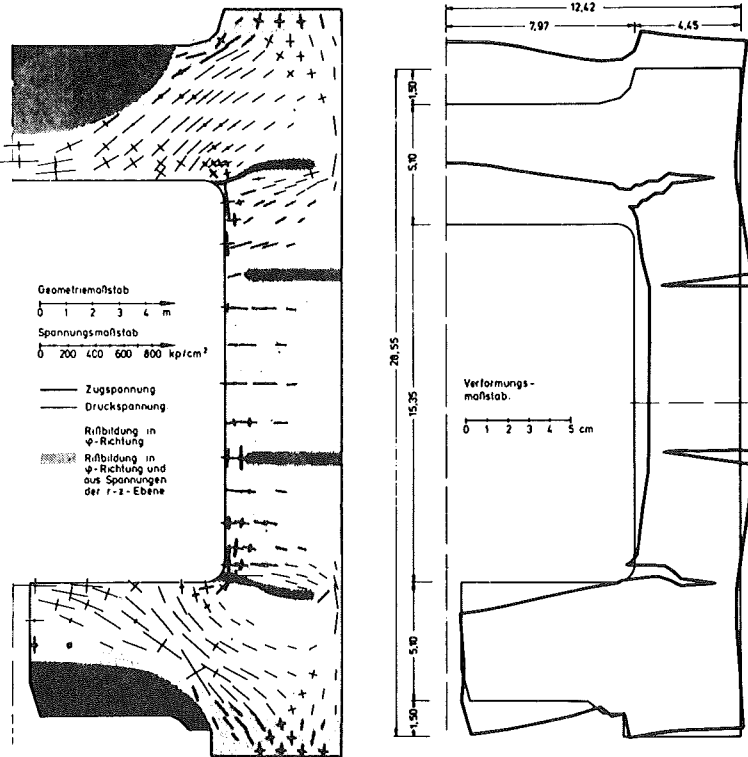 Geometriemaßstab
0 1 2 3 4 m
Spannungsmaßstab
0 200 400 600 800 kp/cm²
Zugspannung
Druckspannung
Rißbildung in
φ-Richtung
Rißbildung in
φ-Richtung und
aus Spannungen
der r-z-Ebene
12,42
7,97
4,45
1,50
5,10
28,55
15,35
Verformungs-
maßstab.
0 1 2 3 4 5 cm
5,10
1,50